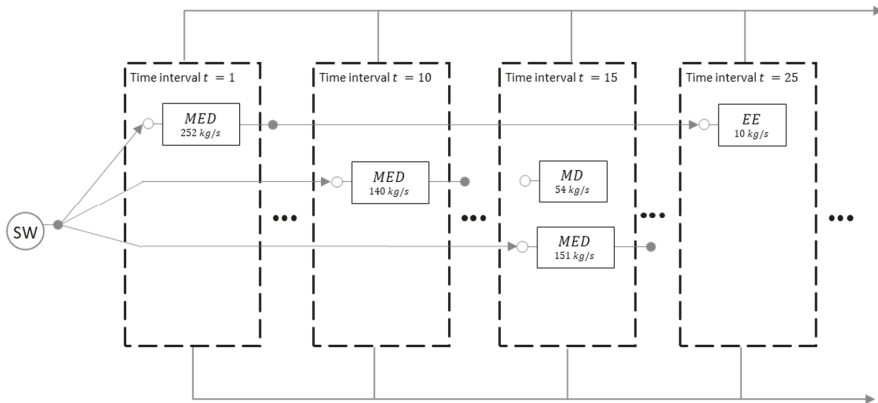 Time interval t = 1
Time interval t = 10
Time interval t = 15
Time interval t = 25
MED
252 kg/s
EE
10 kg/s
MED
140 kg/s
MD
54 kg/s
SW
MED
151 kg/s